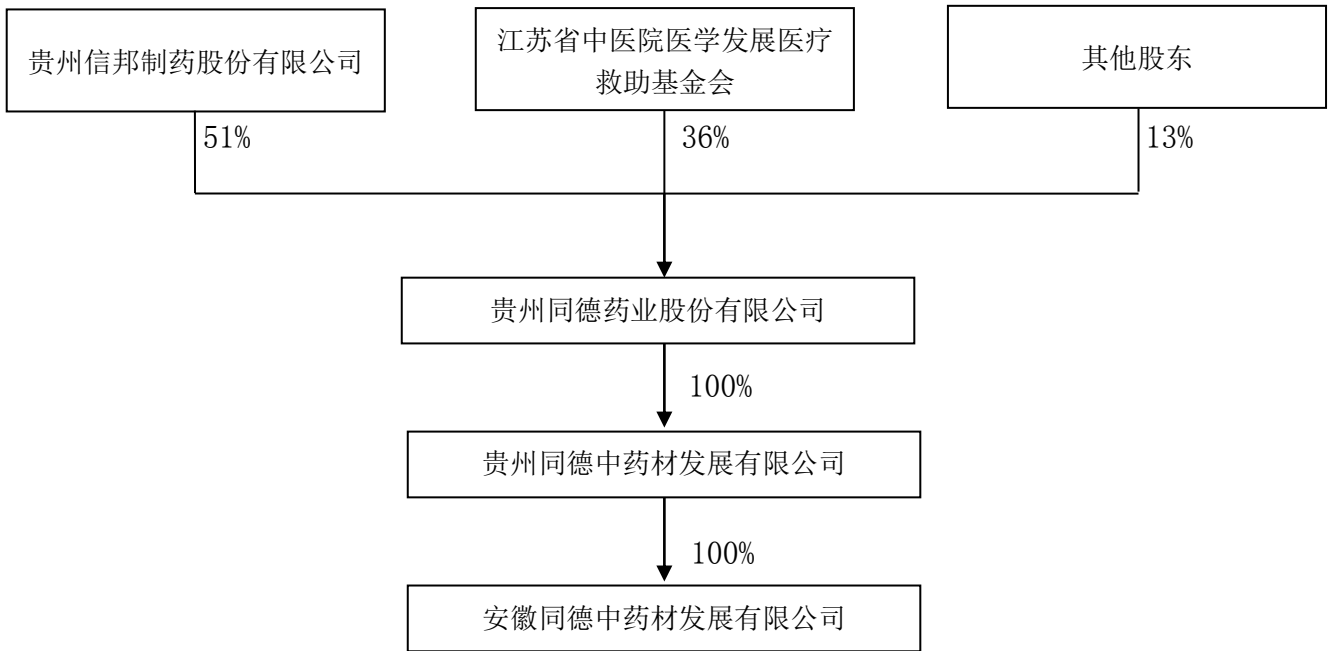 贵州信邦制药股份有限公司
江苏省中医院医学发展医疗
救助基金会
其他股东
51%
36%
13%
贵州同德药业股份有限公司
100%
贵州同德中药材发展有限公司
100%
安徽同德中药材发展有限公司